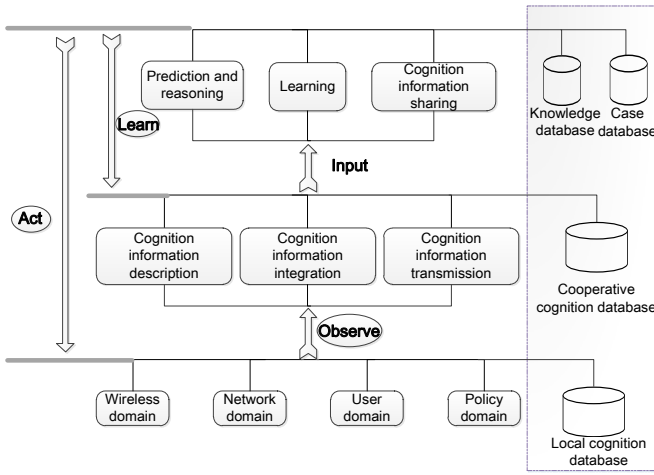 Prediction and
reasoning
Learning
Cognition
information
sharing
Knowledge
database
Case
database
Learn
Input
Act
Cognition
information
description
Cognition
information
integration
Cognition
information
transmission
Cooperative
cognition database
Observe
Wireless
domain
Network
domain
User
domain
Policy
domain
Local cognition
database